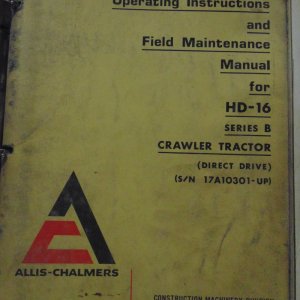 Operating Instructions
and
Field Maintenance
Manual
for
HD-16
SERIES B
CRAWLER TRACTOR
(DIRECT DRIVE)
(S/N 17A10301-UP)
ALLIS-CHALMERS
CONSTRUCTION MACHINERY DIVISION